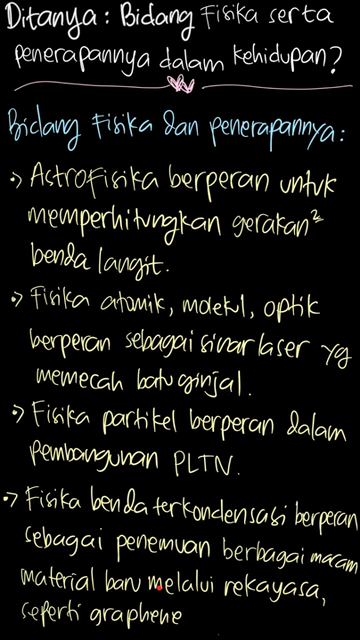 Ditanya : Bidang Fisika serta
penerapannya dalam kehidupan?
Bidang Fisika dan penerapannya :
•> Astrofisika berperan untuk
memperhitungkan gerakan²
benda langit.
•> Fisika atomik, molekul, optik
berperan sebagai sinar laser yg
memecah batu ginjal.
•> Fisika partikel berperan dalam
pembangunan PLTN.
•> Fisika benda terkondensasi berperan
sebagai penemuan berbagai macam
material baru melalui rekayasa,
seperti graphene